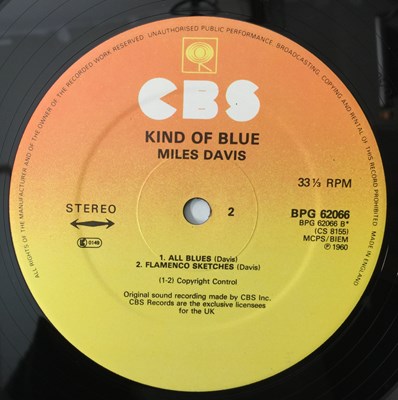 ALL RIGHTS OF THE MANUFACTURER AND OF THE OWNER OF THE RECORDED WORK RESERVED. UNAUTHORISED PUBLIC PERFORMANCE, BROADCASTING, COPYING AND RENTAL OF THIS RECORD PROHIBITED. MADE IN ENGLAND
CBS
KIND OF BLUE
MILES DAVIS
33⅓ RPM
STEREO
2
BPG 62066
BPG 62066 B*
(CS 8155)
MCPS/BIEM
℗ 1960
0149
1. ALL BLUES (Davis)
2. FLAMENCO SKETCHES (Davis)
(1-2) Copyright Control
Original sound recording made by CBS Inc.
CBS Records are the exclusive licensees
for the UK